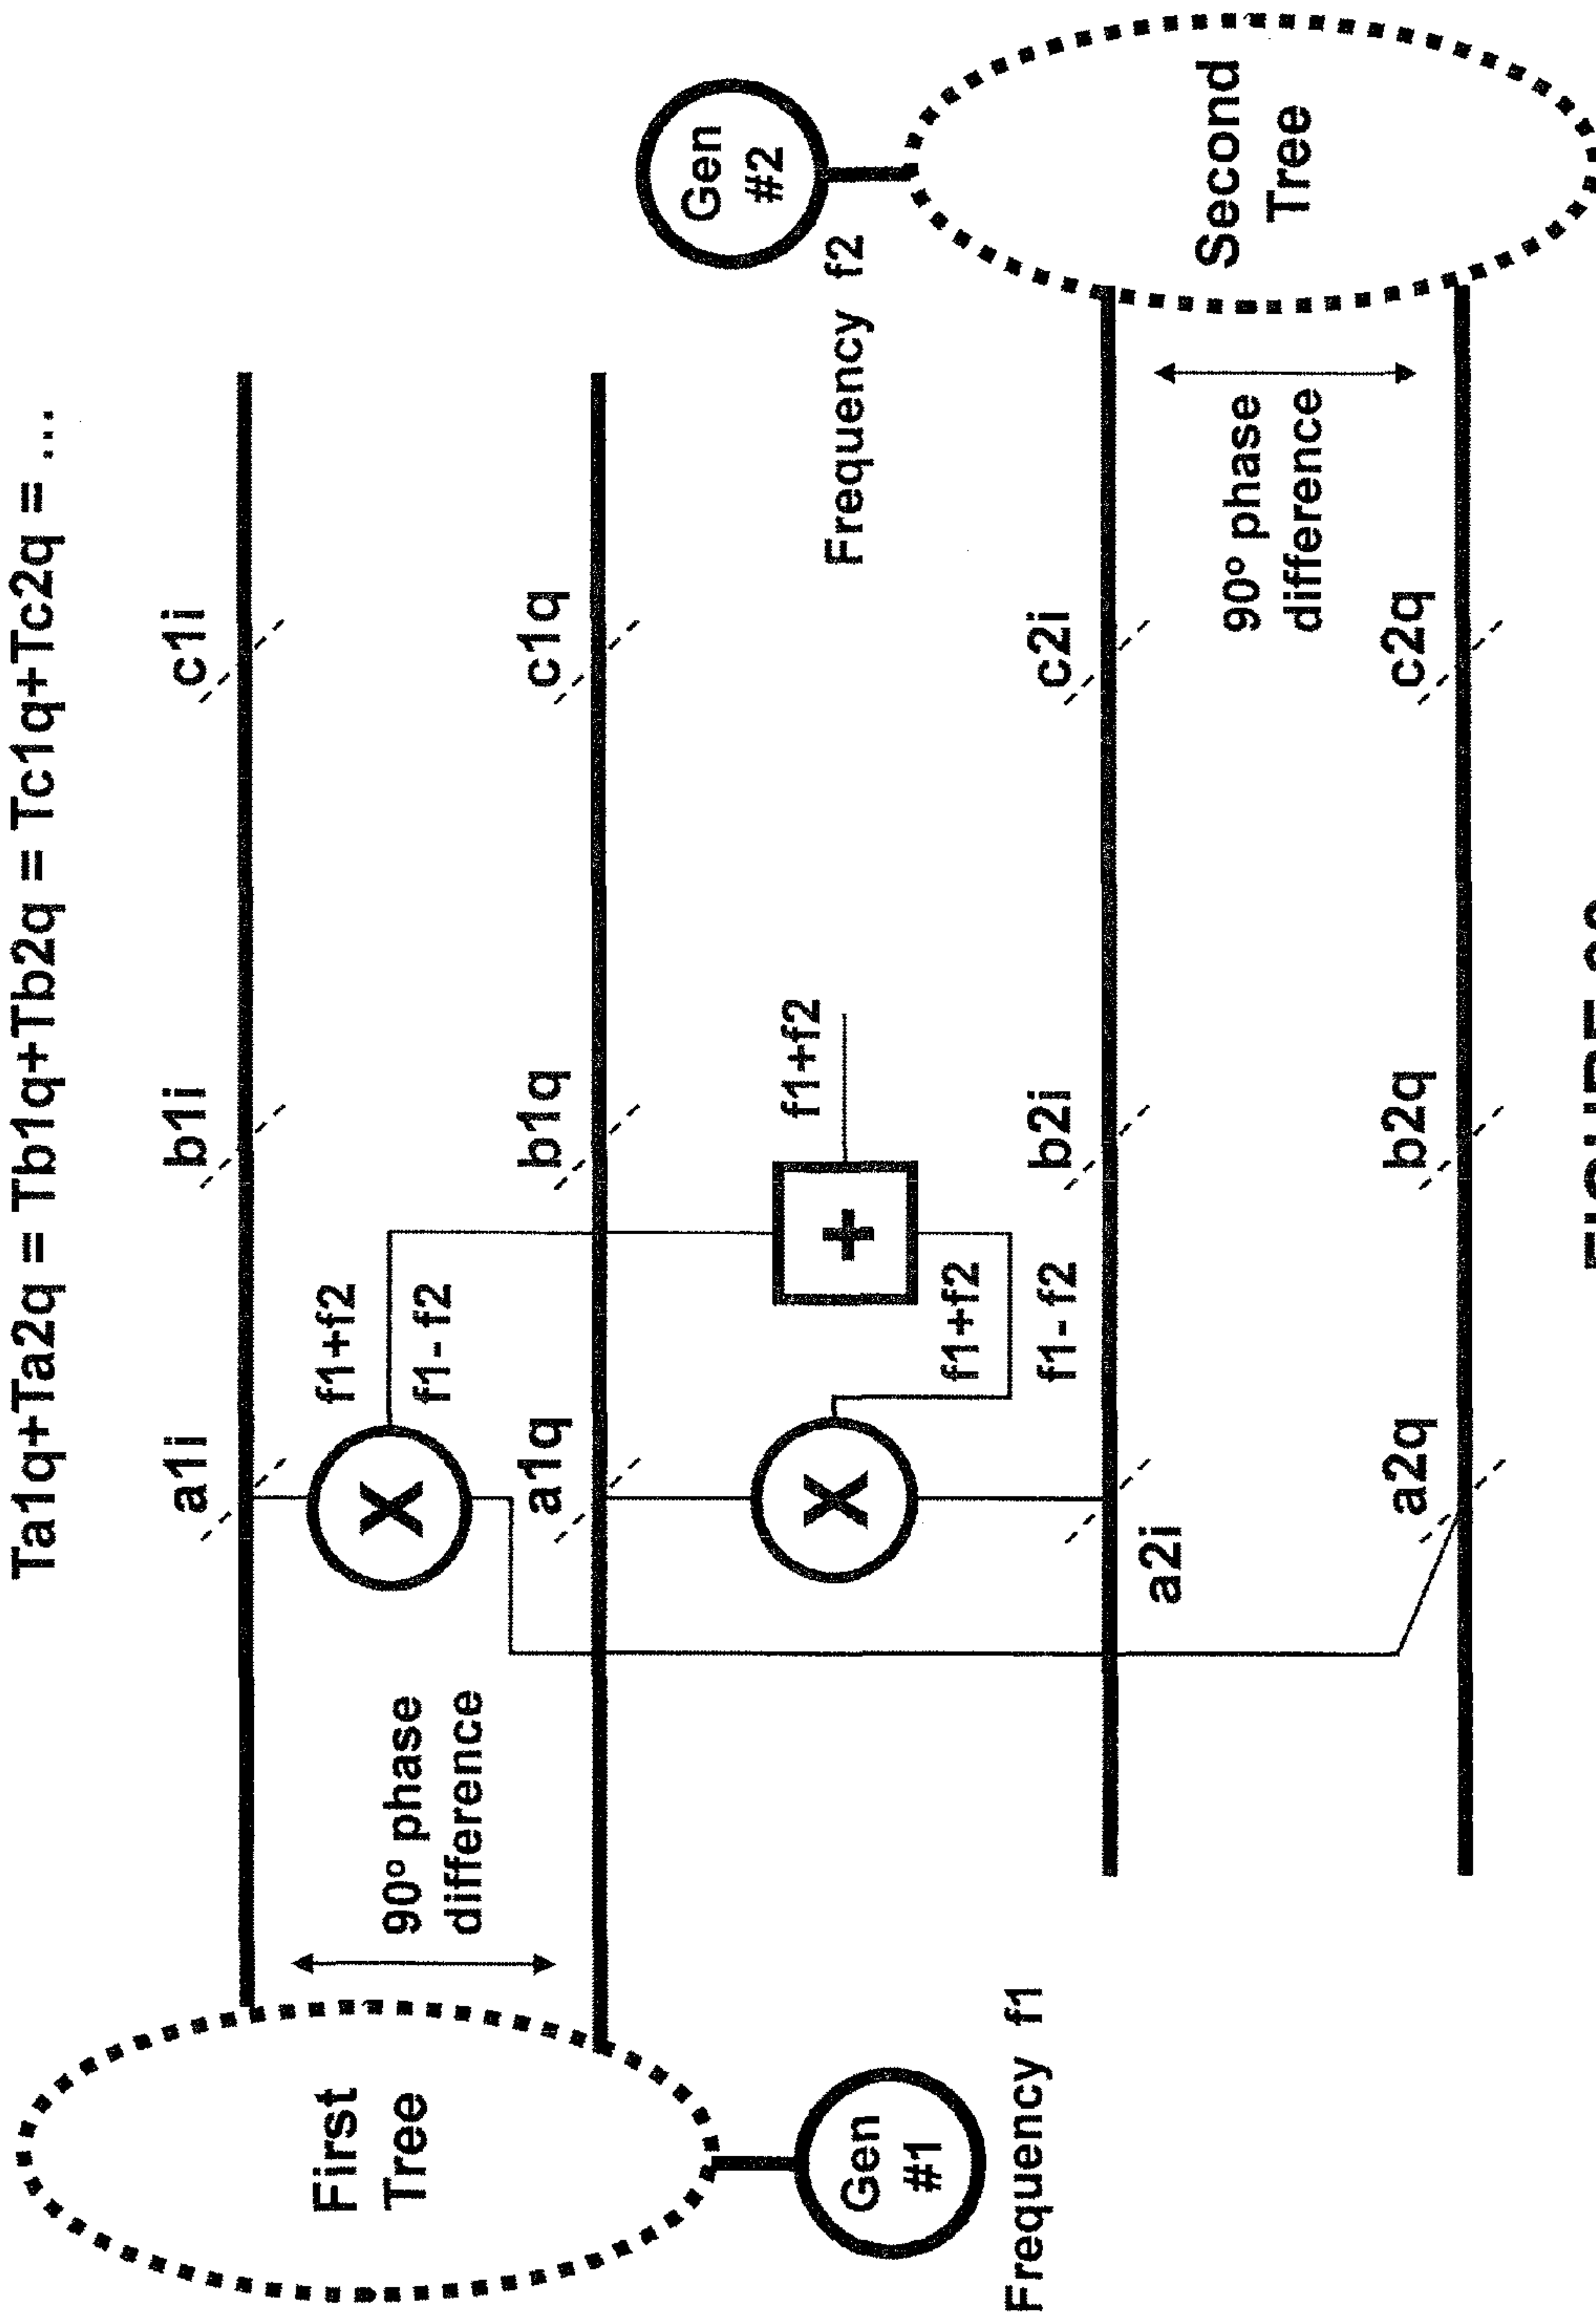 Ta1q+Ta2q = Tb1q+Tb2q = Tc1q+Tc2q = ...
a1i
b1i
c1i
f1+f2
f1- f2
First
Tree
90º phase
difference
a1q
b1q
c1q
Gen
#2
Frequency f2
f1+f2
X
X
+
Gen
#1
Frequency f1
f1+f2
f1- f2
a2i
b2i
c2i
Second
Tree
90º phase
difference
a2q
b2q
c2q